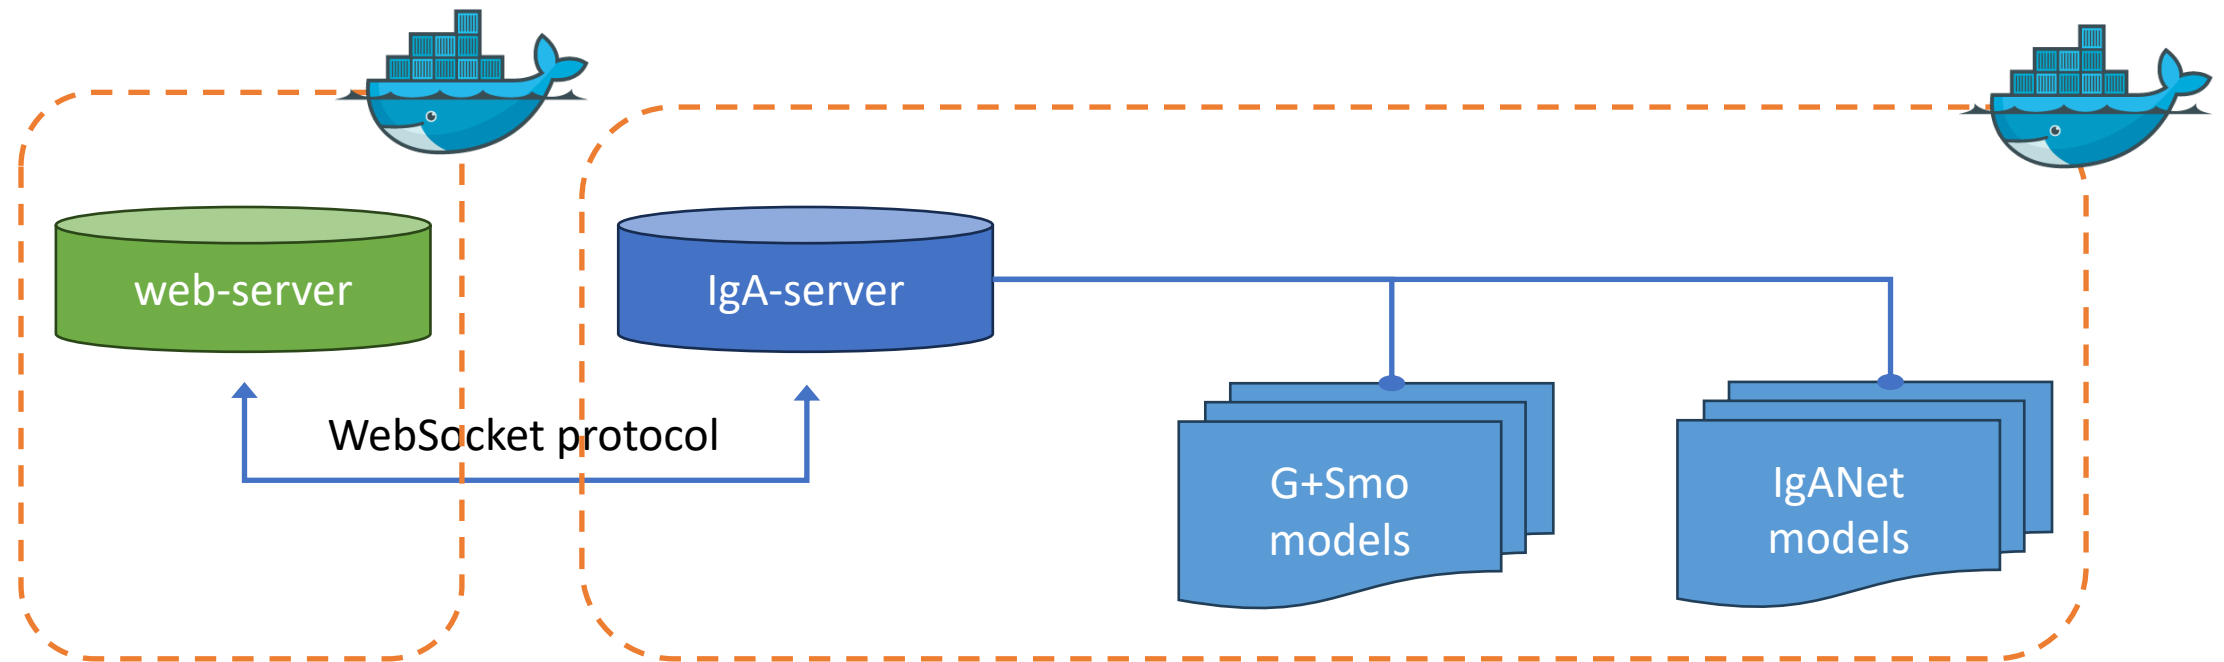 web-server
IgA-server
WebSocket protocol
G+Smo
models
IgANet
models